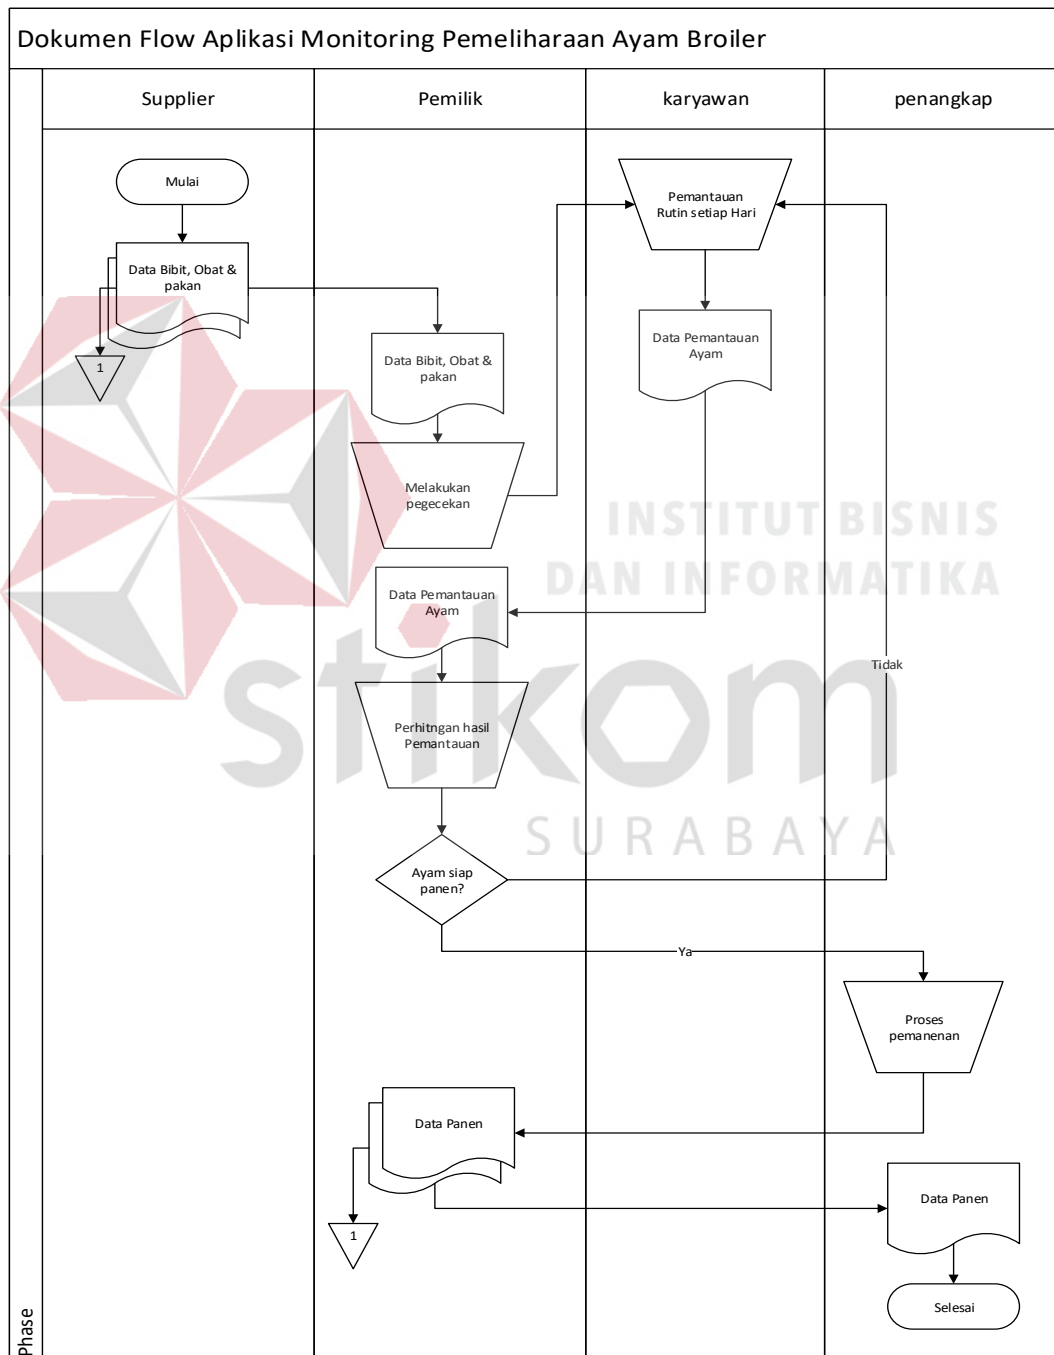 Dokumen Flow Aplikasi Monitoring Pemeliharaan Ayam Broiler
Supplier
Pemilik
karyawan
penangkap
Mulai
Pemantauan
Rutin setiap Hari
Data Bibit, Obat &
pakan
1
Data Bibit, Obat &
pakan
Data Pemantauan
Ayam
Melakukan
pegecekan
INSTITUT BISNIS
DAN INFORMATIKA
Data Pemantauan
Ayam
stikom
Tidak
Perhitngan hasil
Pemantauan
SURABAYA
Ayam siap
panen?
Ya
Proses
pemanenan
Data Panen
Data Panen
1
Selesai
Phase